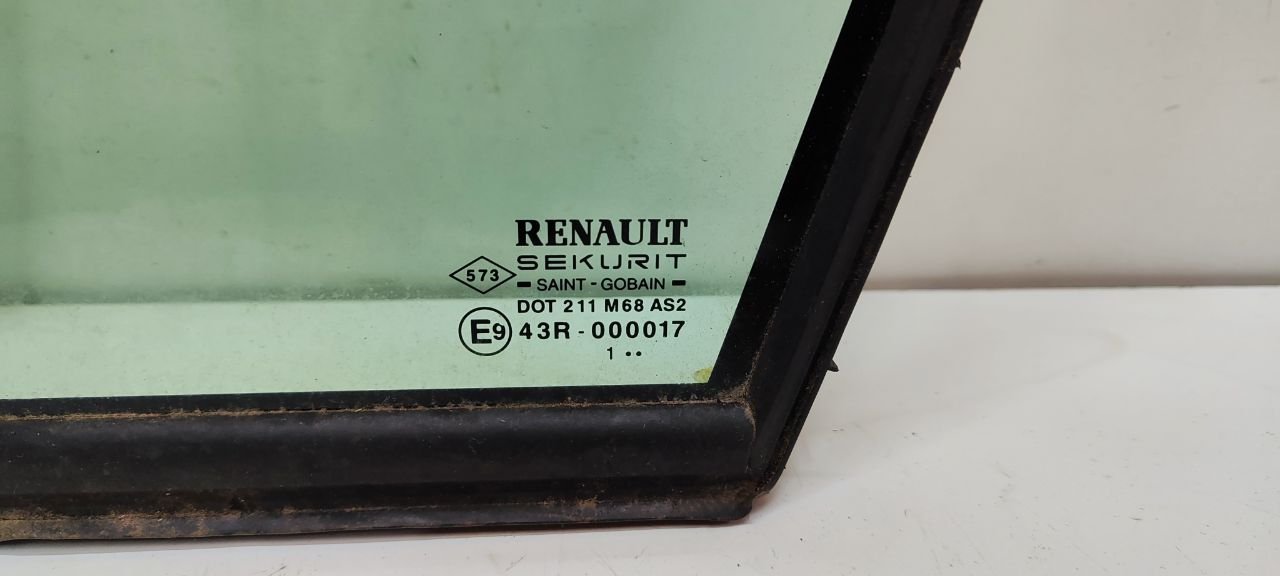 RENAULT
573 SEKURIT
SAINT - GOBAIN
DOT 211 M68 AS2
E9 43R - 000017
1 ••